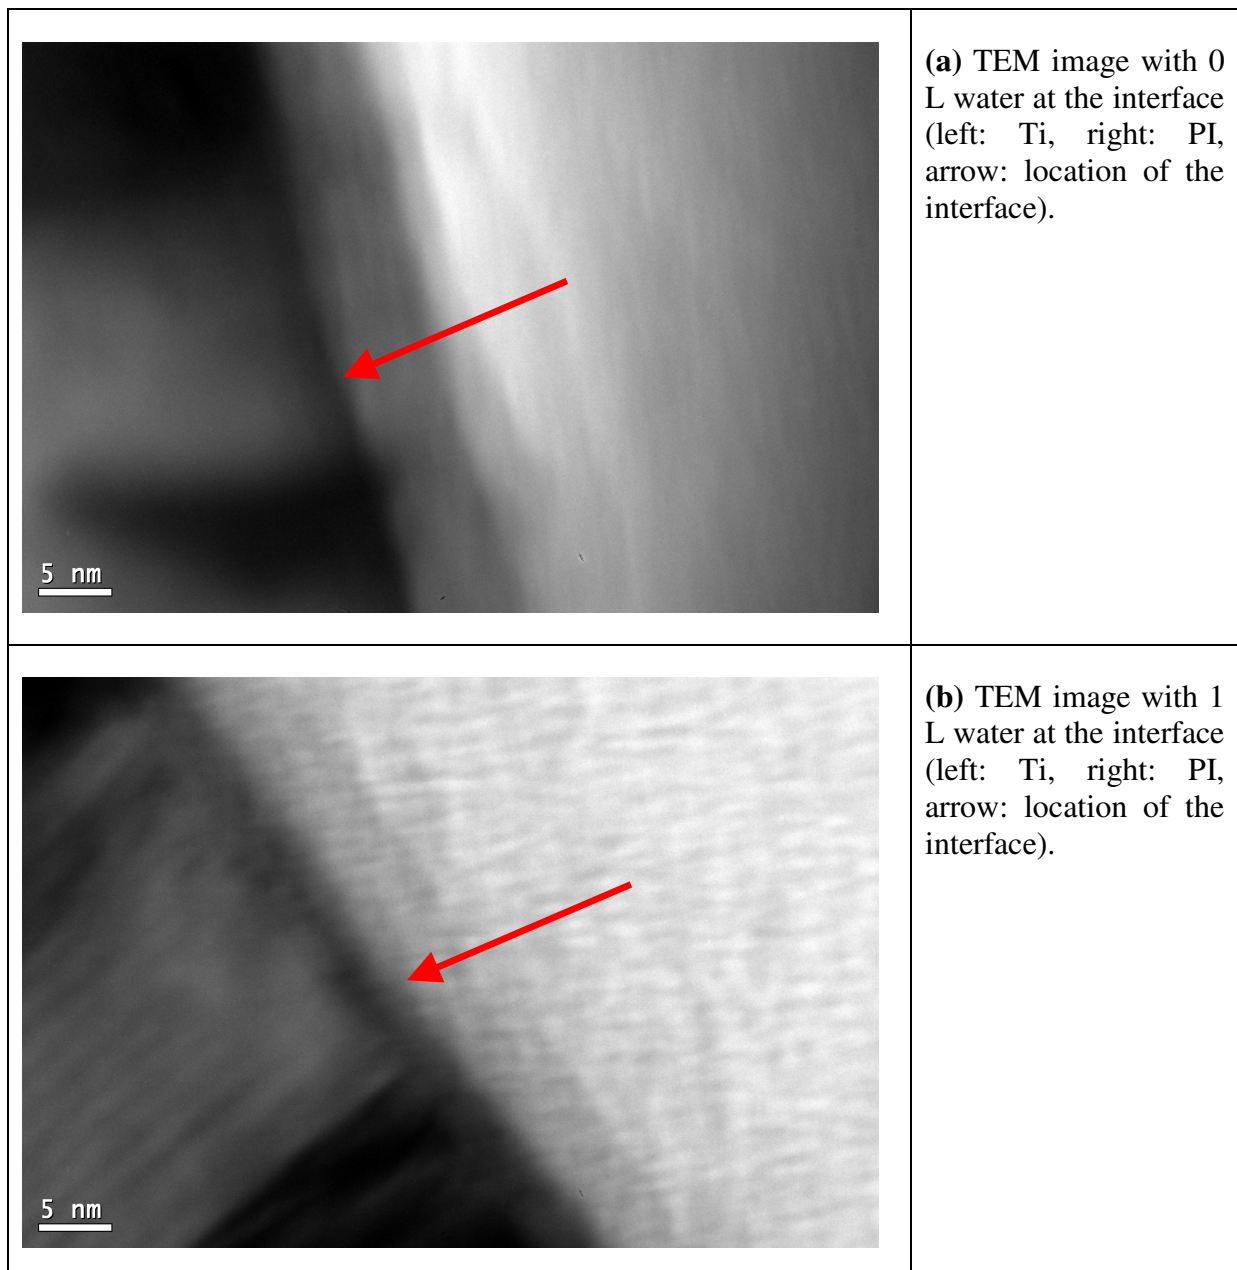 (a) TEM image with 0
L water at the interface
(left: Ti, right: PI,
arrow: location of the
interface).
5 nm
(b) TEM image with 1
L water at the interface
(left: Ti, right: PI,
arrow: location of the
interface).
5 nm